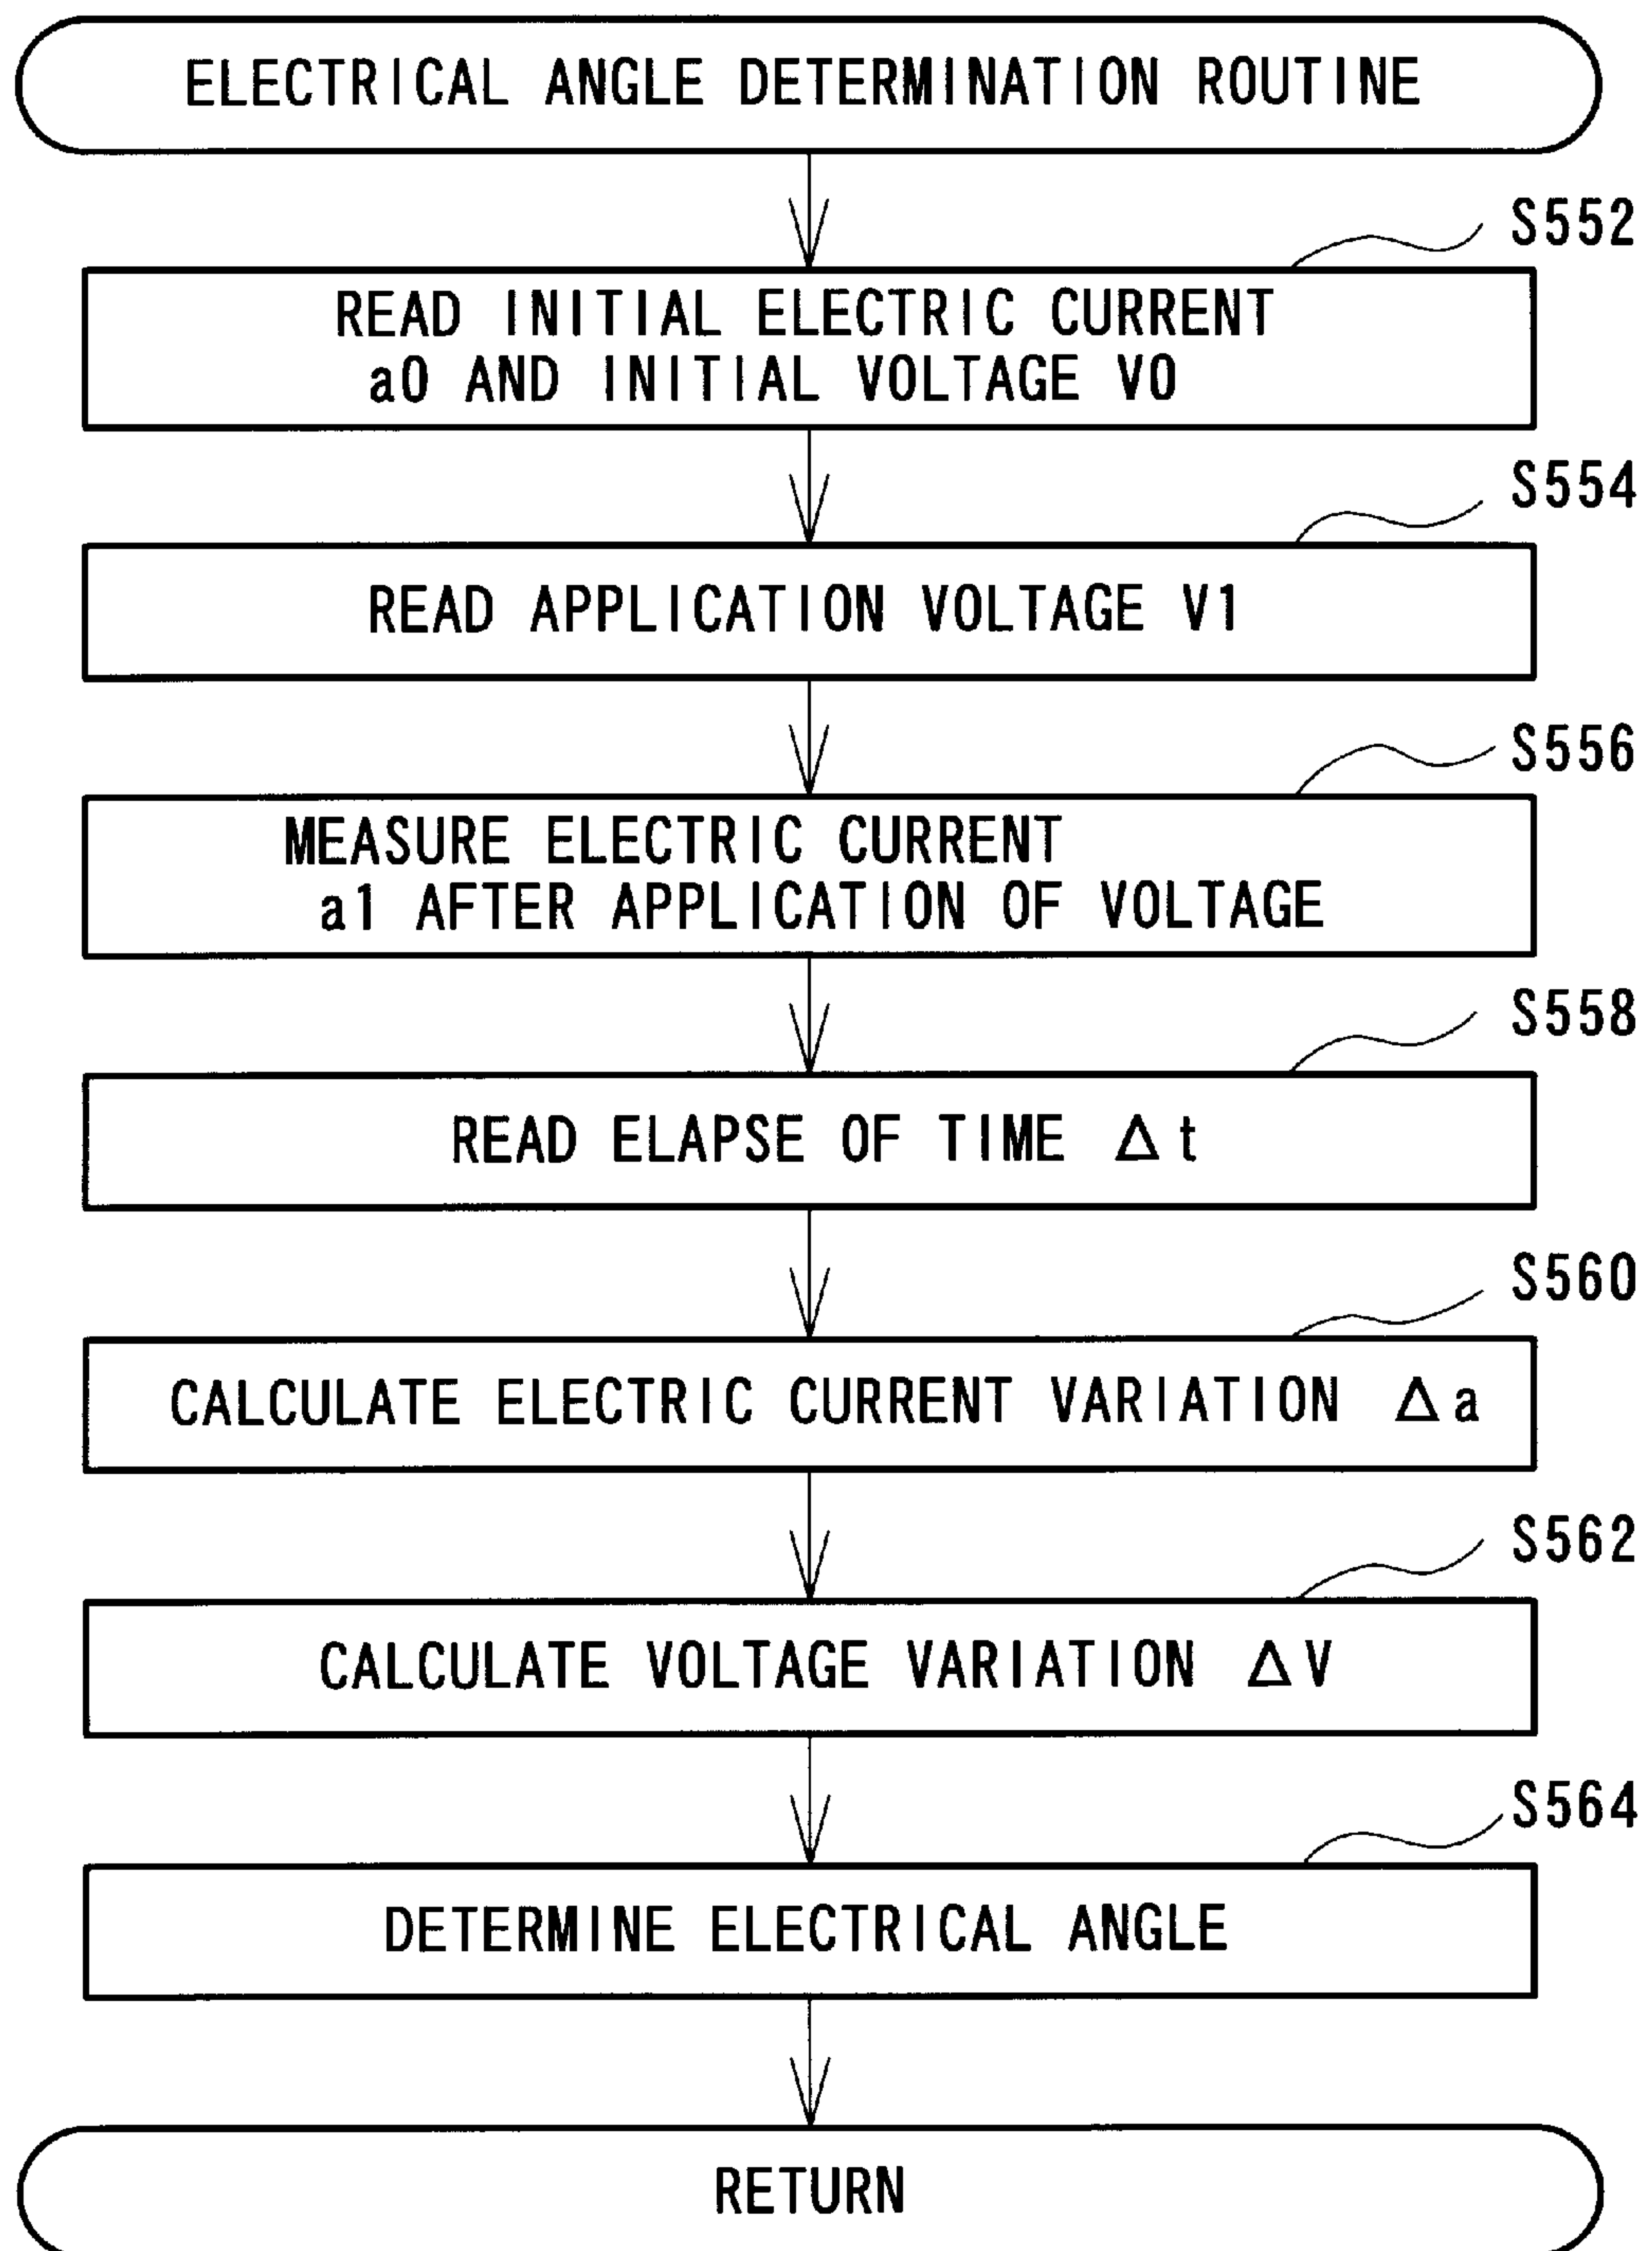 ELECTRICAL ANGLE DETERMINATION ROUTINE
S552
READ INITIAL ELECTRIC CURRENT
a0 AND INITIAL VOLTAGE V0
S554
READ APPLICATION VOLTAGE V1
S556
MEASURE ELECTRIC CURRENT
a1 AFTER APPLICATION OF VOLTAGE
S558
READ ELAPSE OF TIME Δt
S560
CALCULATE ELECTRIC CURRENT VARIATION Δa
S562
CALCULATE VOLTAGE VARIATION ΔV
S564
DETERMINE ELECTRICAL ANGLE
RETURN